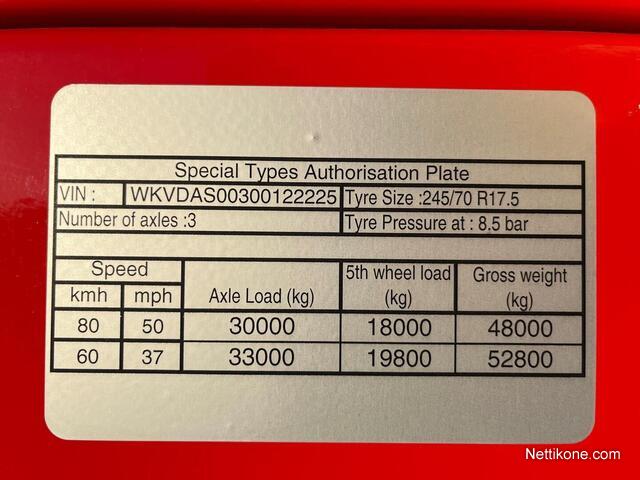 Special Types Authorisation Plate
VIN : WKVDAS00300122225 Tyre Size :245/70 R17.5
Number of axles :3 Tyre Pressure at : 8.5 bar
Speed
kmh mph Axle Load (kg) 5th wheel load (kg) Gross weight (kg)
80 50 30000 18000 48000
60 37 33000 19800 52800
Nettikone.com